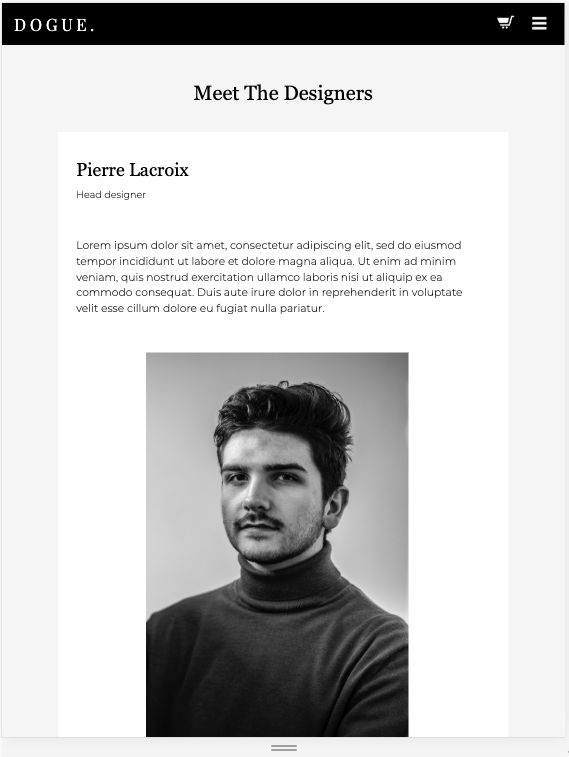 DOGUE.
Meet The Designers
Pierre Lacroix
Head designer
Lorem ipsum dolor sit amet, consectetur adipiscing elit, sed do eiusmod
tempor incididunt ut labore et dolore magna aliqua. Ut enim ad minim
veniam, quis nostrud exercitation ullamco laboris nisi ut aliquip ex ea
commodo consequat. Duis aute irure dolor in reprehenderit in voluptate
velit esse cillum dolore eu fugiat nulla pariatur.